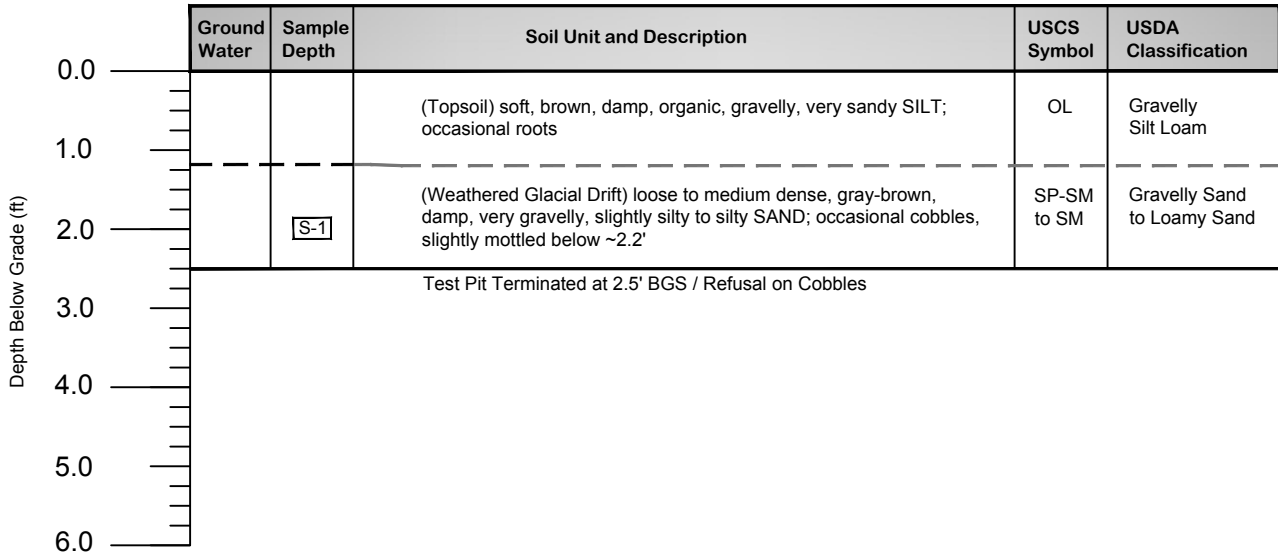 Ground Water
Sample Depth
Soil Unit and Description
USCS Symbol
USDA Classification
0.0
(Topsoil) soft, brown, damp, organic, gravelly, very sandy SILT;
occasional roots
OL
Gravelly
Silt Loam
1.0
(Weathered Glacial Drift) loose to medium dense, gray-brown,
damp, very gravelly, slightly silty to silty SAND; occasional cobbles,
slightly mottled below ~2.2'
SP-SM
to SM
Gravelly Sand
to Loamy Sand
S-1
2.0
Test Pit Terminated at 2.5' BGS / Refusal on Cobbles
3.0
4.0
5.0
6.0
Depth Below Grade (ft)